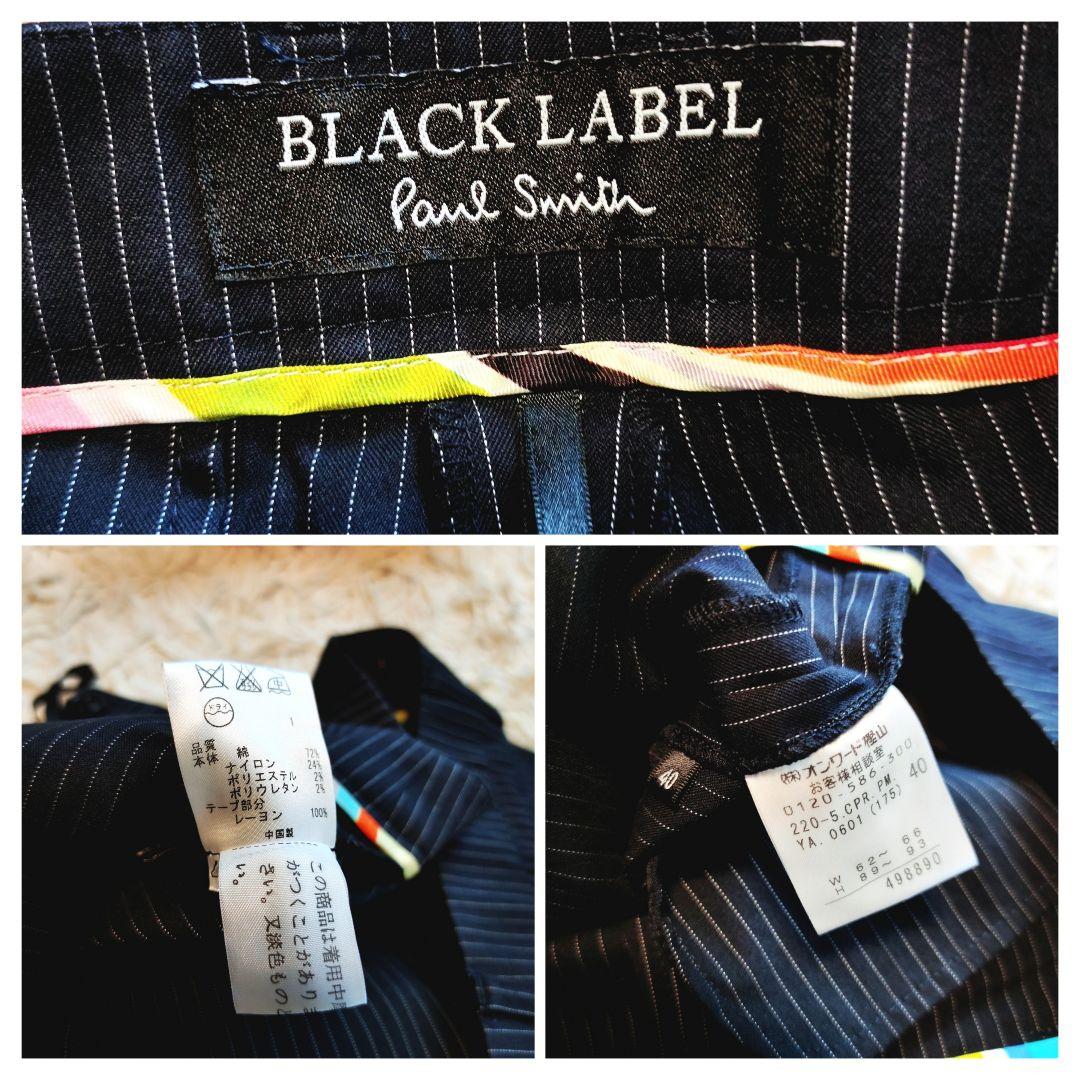 BLACK LABEL
Paul Smith
ドライ
1
品質
本体 綿 72%
ナイロン 24%
ポリエステル 2%
ポリウレタン 2%
テープ部分
レーヨン 100%
中国製
この商品は着用中
がつくことがありま
さい。又淡色もの
い。
40
㈱オンワード樫山
お客様相談室
0120-586-300
220-5.CPR.PM. 40
YA. 0601 (175)
W 62～ 66
H 89～ 93
498890